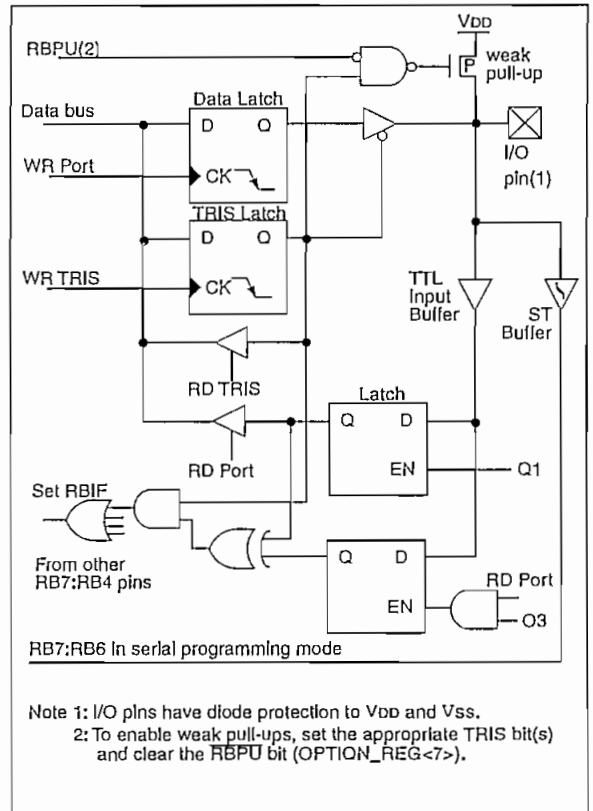 VDD
RBPU(2)
P
weak
pull-up
Data Latch
Data bus
D Q
I/O
pin(1)
WR Port
CK
TRIS Latch
D Q
WR TRIS
CK
TTL
Input
Buffer
ST
Buffer
RD TRIS
Latch
Q D
RD Port
EN
Q1
Set RBIF
From other
RB7:RB4 pins
Q D
RD Port
EN
O3
RB7:RB6 in serial programming mode
Note 1: I/O pins have diode protection to VDD and VSS.
2: To enable weak pull-ups, set the appropriate TRIS bit(s)
and clear the RBPU bit (OPTION_REG<7>).